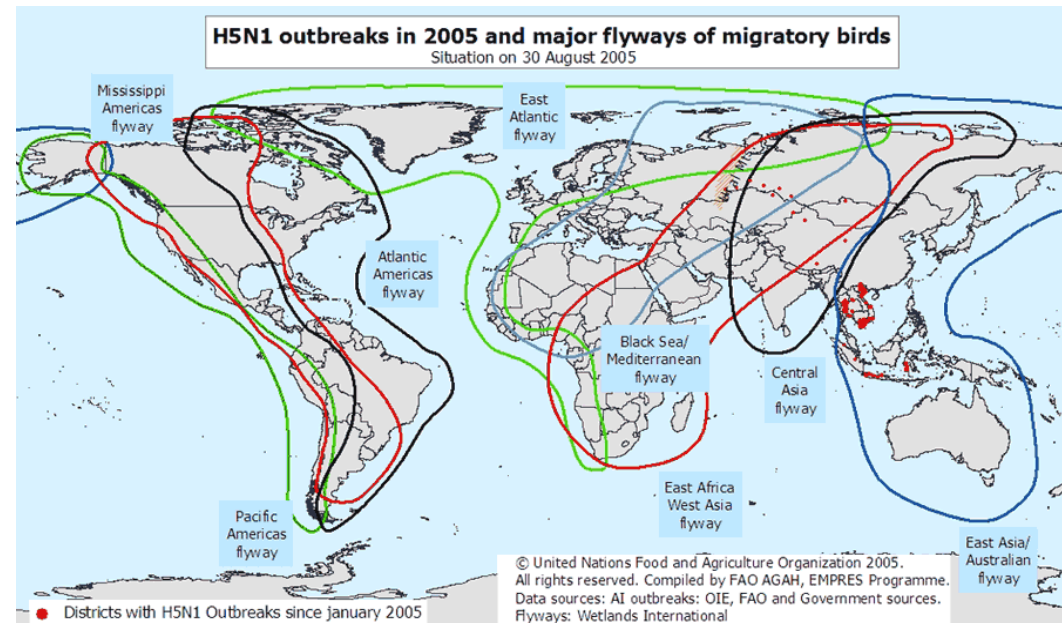 H5N1 outbreaks in 2005 and major flyways of migratory birds
Situation on 30 August 2005
Mississippi
Americas
flyway
East
Atlantic
flyway
Atlantic
Americas
flyway
Black Sea/
Mediterranean
flyway
Central
Asia
flyway
Pacific
Americas
flyway
East Africa
West Asia
flyway
East Asia/
Australian
flyway
© United Nations Food and Agriculture Organization 2005.
All rights reserved. Compiled by FAO AGAH, EMPRES Programme.
Data sources: AI outbreaks: OIE, FAO and Government sources.
Flyways: Wetlands International
Districts with H5N1 Outbreaks since january 2005